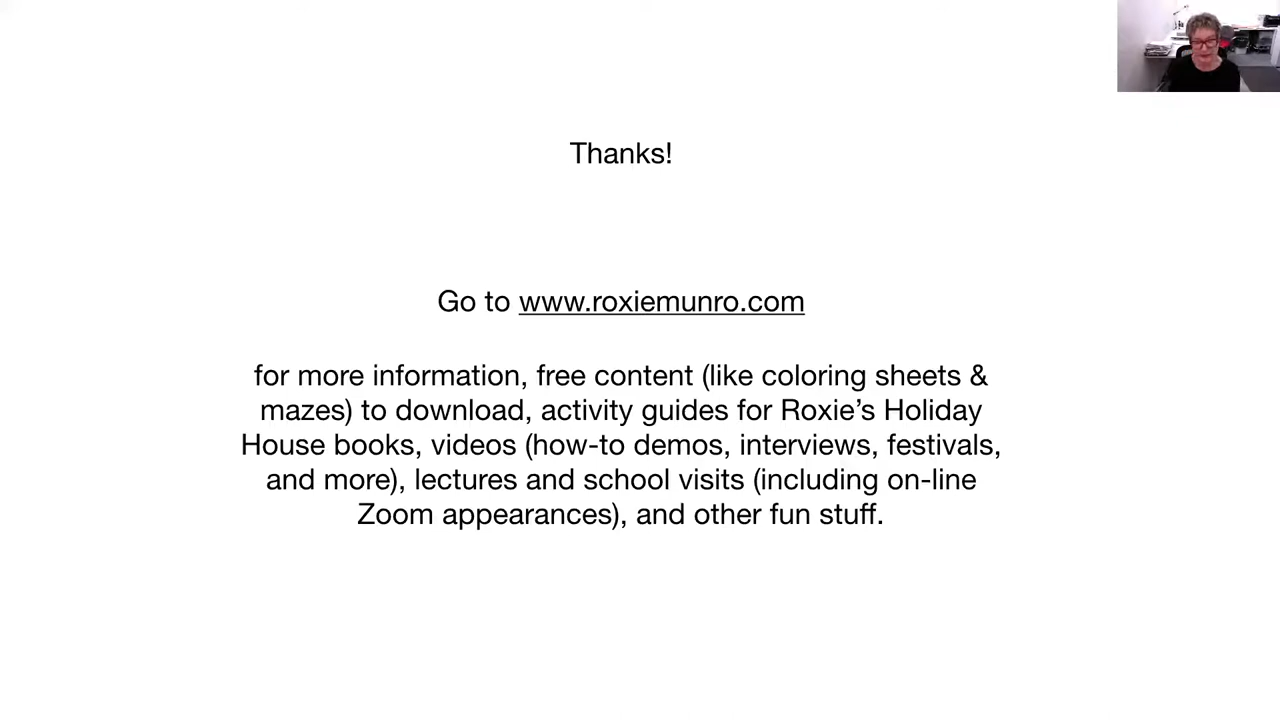 Thanks!
Go to www.roxiemunro.com
for more information, free content (like coloring sheets &
mazes) to download, activity guides for Roxie’s Holiday
House books, videos (how-to demos, interviews, festivals,
and more), lectures and school visits (including on-line
Zoom appearances), and other fun stuff.